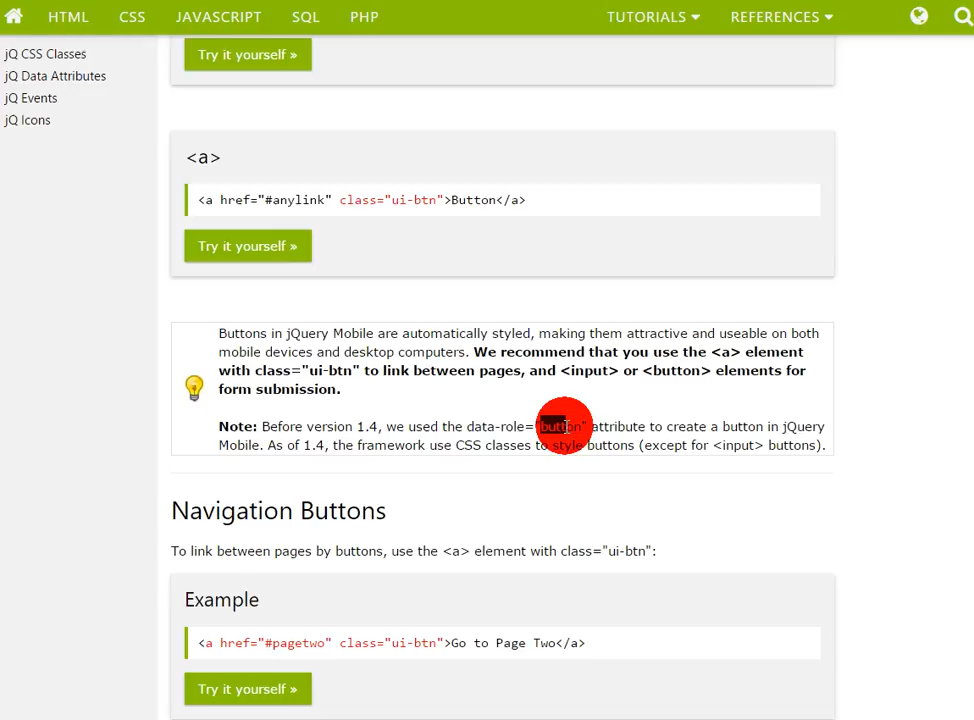 HTML CSS JAVASCRIPT SQL PHP TUTORIALS REFERENCES
jQ CSS Classes
jQ Data Attributes
jQ Events
jQ Icons
Try it yourself »
<a>
<a href="#anylink" class="ui-btn">Button</a>
Try it yourself »
Buttons in jQuery Mobile are automatically styled, making them attractive and useable on both
mobile devices and desktop computers. We recommend that you use the <a> element
with class="ui-btn" to link between pages, and <input> or <button> elements for
form submission.
Note: Before version 1.4, we used the data-role="button" attribute to create a button in jQuery
Mobile. As of 1.4, the framework use CSS classes to style buttons (except for <input> buttons).
Navigation Buttons
To link between pages by buttons, use the <a> element with class="ui-btn":
Example
<a href="#pagetwo" class="ui-btn">Go to Page Two</a>
Try it yourself »